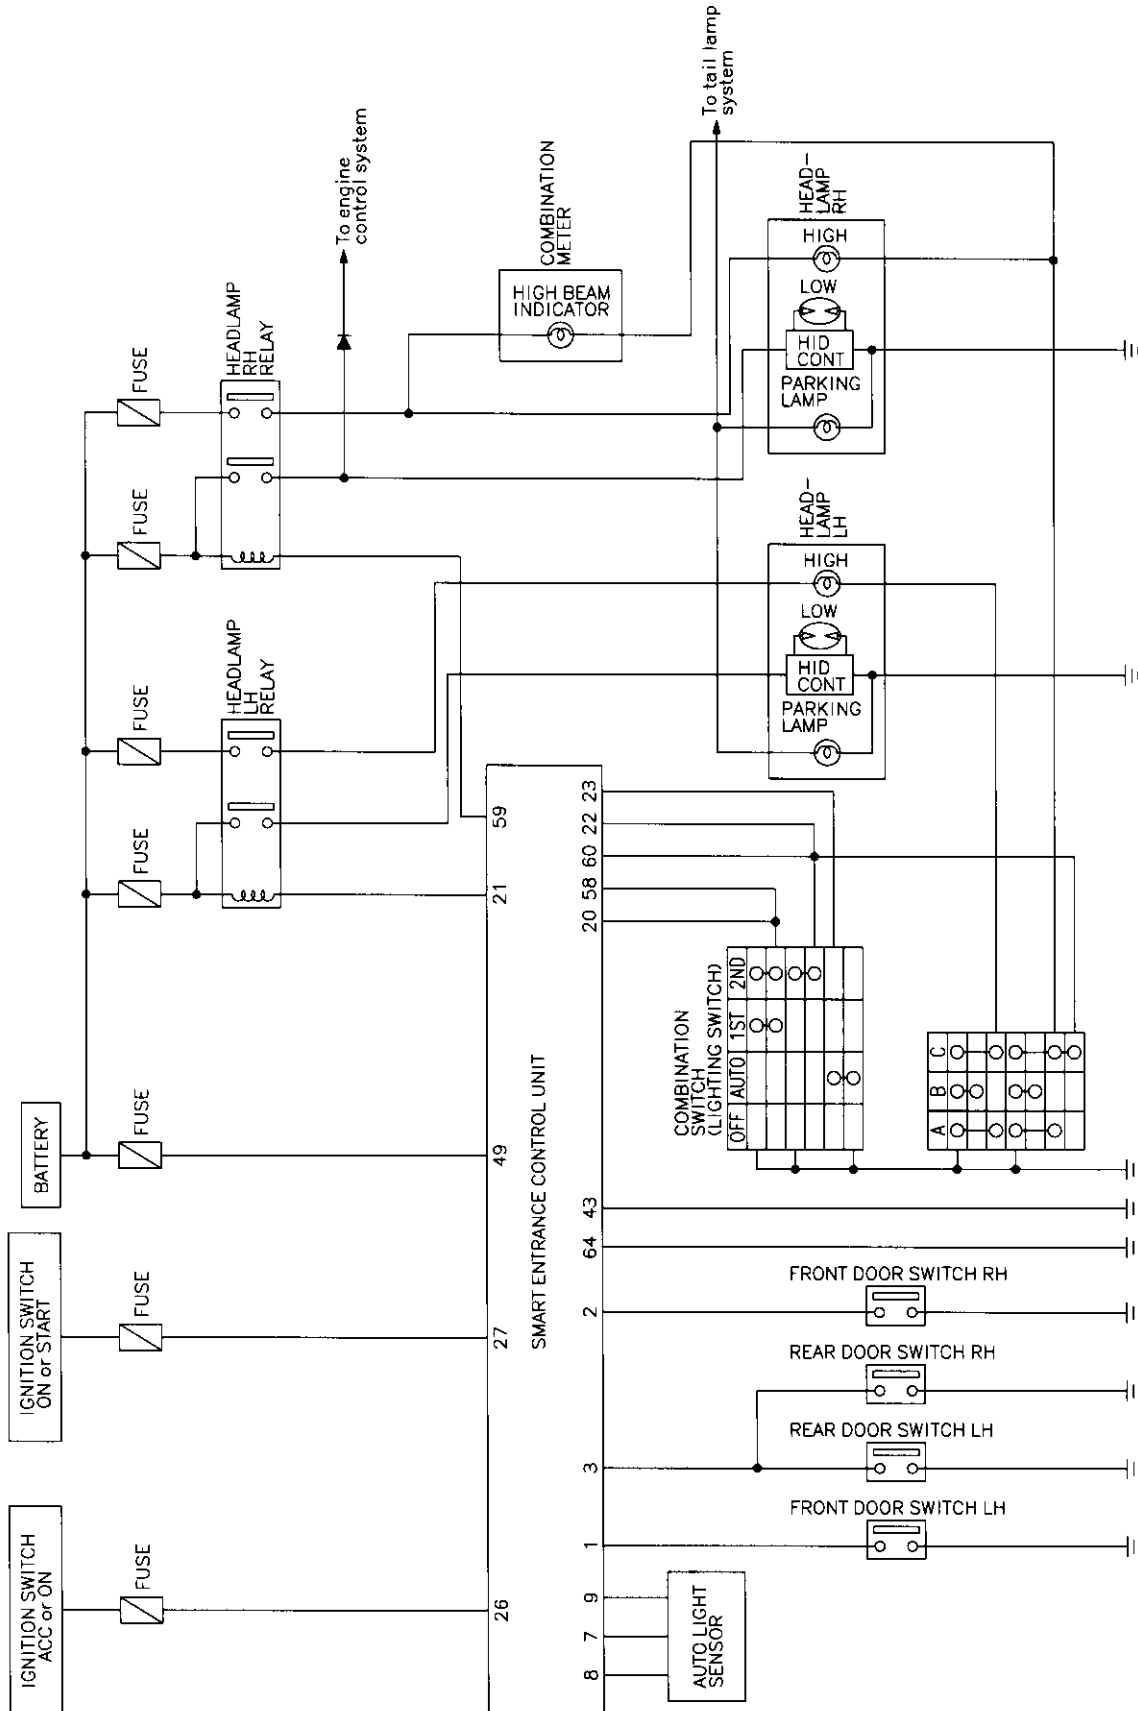 To tail lamp
system
To engine
control system
COMBINATION
METER
HIGH BEAM
INDICATOR
HEAD-
LAMP
RH
HIGH
LOW
HID
CONT
PARKING
LAMP
HEADLAMP
RH
RELAY
FUSE
FUSE
HEAD-
LAMP
LH
HIGH
LOW
HID
CONT
PARKING
LAMP
HEADLAMP
LH
RELAY
FUSE
FUSE
59
21
23
22
60
58
20
COMBINATION
SWITCH
(LIGHTING SWITCH)
OFF
AUTO
1ST
2ND
A
B
C
BATTERY
FUSE
49
SMART ENTRANCE CONTROL UNIT
43
64
IGNITION SWITCH
ON or START
FUSE
27
2
FRONT DOOR SWITCH RH
REAR DOOR SWITCH RH
3
REAR DOOR SWITCH LH
1
FRONT DOOR SWITCH LH
IGNITION SWITCH
ACC or ON
FUSE
26
9
7
8
AUTO LIGHT
SENSOR